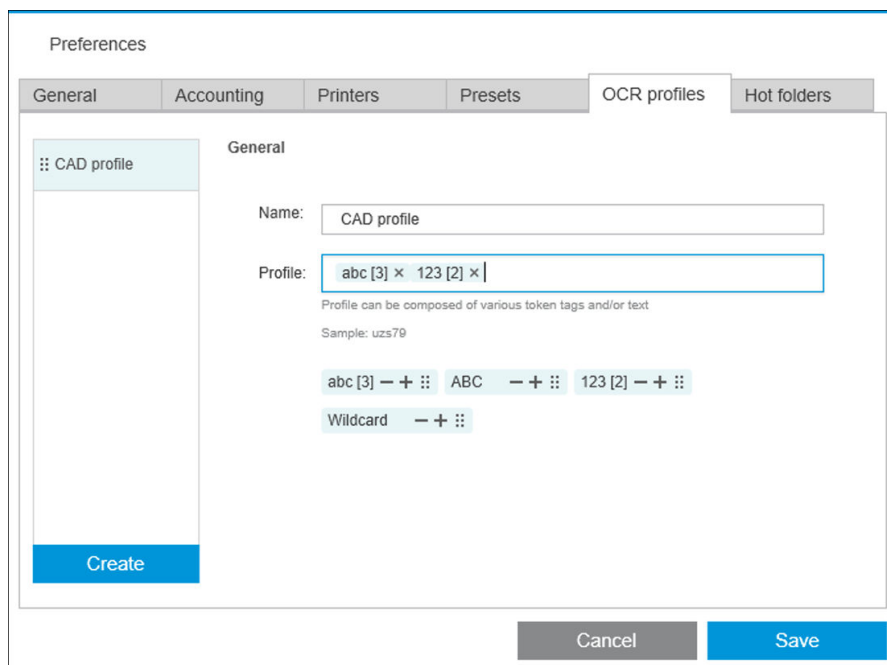 Preferences
General Accounting Printers Presets OCR profiles Hot folders
CAD profile
General
Name: CAD profile
Profile: abc [3] × 123 [2] ×
Profile can be composed of various token tags and/or text
Sample: uzs79
abc [3] − + ABC − + 123 [2] − +
Wildcard − +
Create
Cancel Save